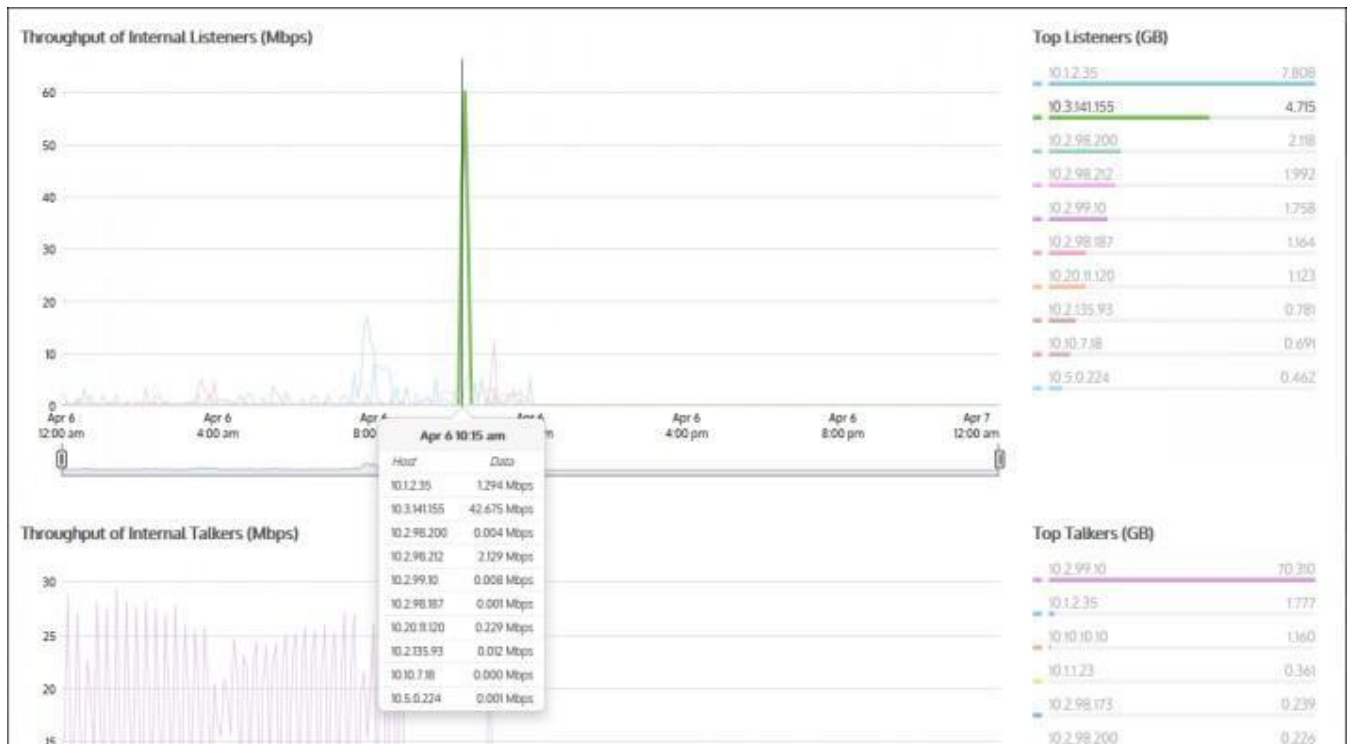 Throughput of Internal Listeners (Mbps)
60
50
40
30
20
10
0
Apr 6 12:00 am
Apr 6 4:00 am
Apr 6 8:00
Apr 6
Apr 6 4:00 pm
Apr 6 8:00 pm
Apr 7 12:00 am
Top Listeners (GB)
10.1.2.35 7.808
10.3.141.155 4.715
10.2.98.200 2.118
10.2.98.212 1.992
10.2.99.10 1.758
10.2.98.187 1.164
10.20.11.120 1.123
10.2.135.93 0.781
10.10.7.18 0.691
10.5.0.224 0.462
Apr 6 10:15 am
Host Data
10.1.2.35 1.294 Mbps
10.3.141.155 42.675 Mbps
10.2.98.200 0.004 Mbps
10.2.98.212 2.129 Mbps
10.2.99.10 0.008 Mbps
10.2.98.187 0.001 Mbps
10.20.11.120 0.229 Mbps
10.2.135.93 0.012 Mbps
10.10.7.18 0.000 Mbps
10.5.0.224 0.001 Mbps
Throughput of Internal Talkers (Mbps)
30
25
20
15
Top Talkers (GB)
10.2.99.10 70.310
10.1.2.35 1.777
10.10.10.10 1.160
10.1.1.23 0.361
10.2.98.173 0.239
10.2.98.200 0.226